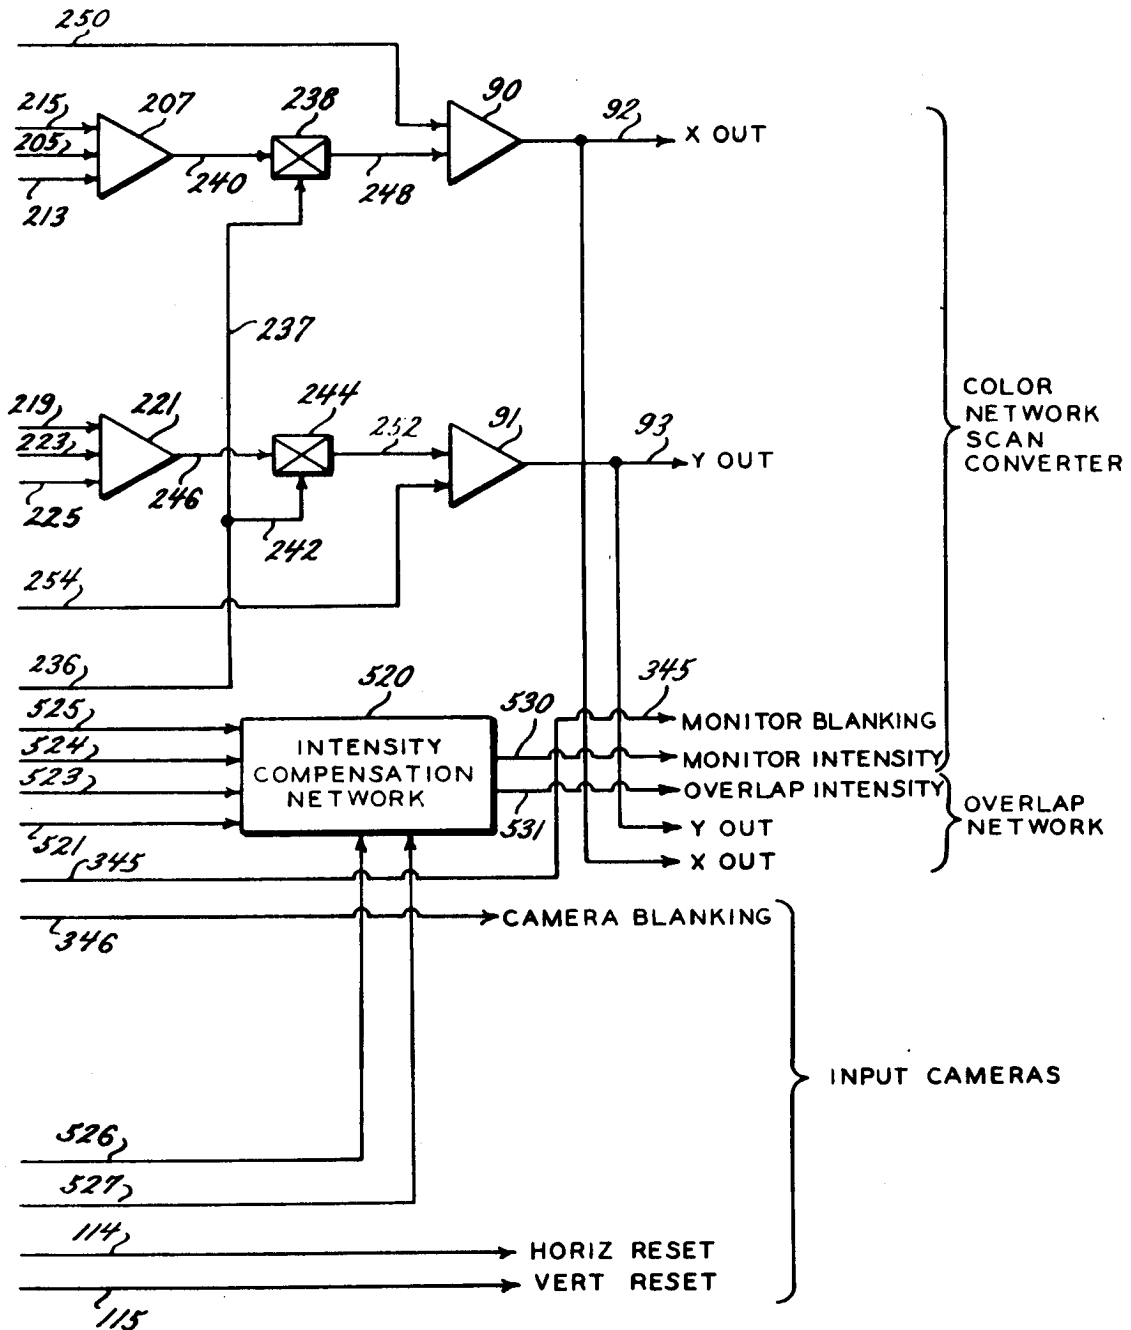 250
215
207
238
90
92
X OUT
205
240
248
213
237
COLOR
NETWORK
SCAN
CONVERTER
219
221
244
252
91
93
Y OUT
223
246
225
242
254
236
520
345
525
530
MONITOR BLANKING
524
INTENSITY
COMPENSATION
NETWORK
MONITOR INTENSITY
523
531
OVERLAP INTENSITY
OVERLAP
NETWORK
521
Y OUT
345
X OUT
346
CAMERA BLANKING
INPUT CAMERAS
526
527
114
HORIZ RESET
VERT RESET
115